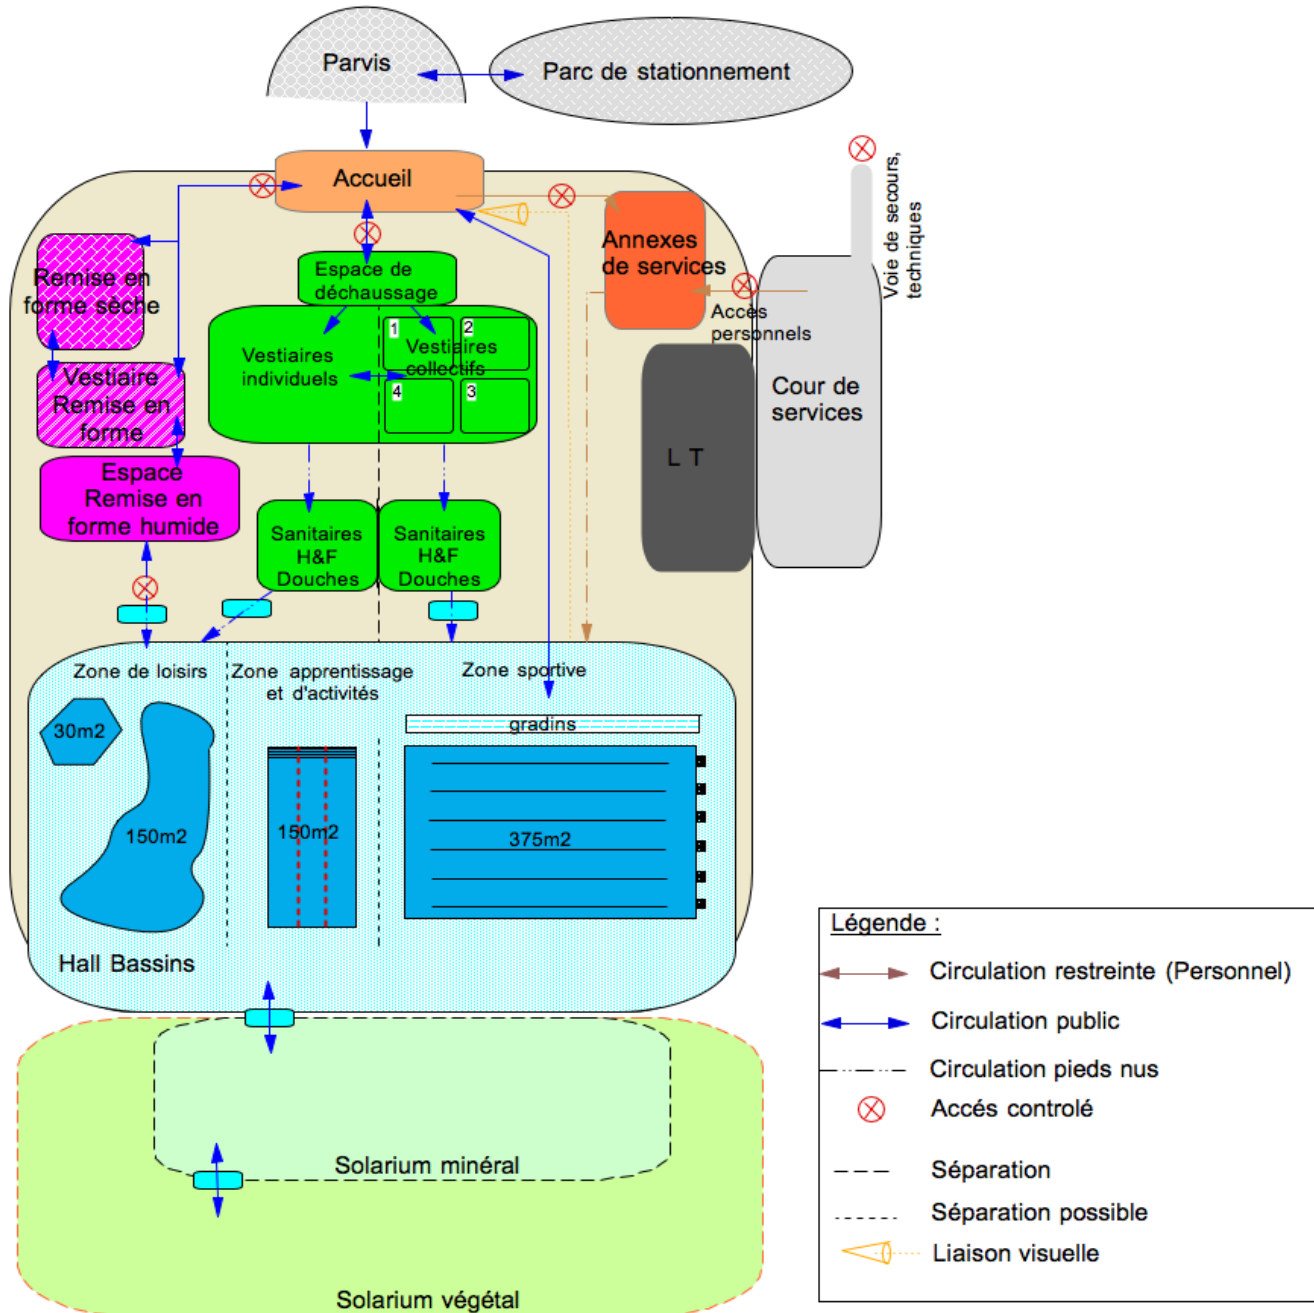 Parvis
Parc de stationnement
Accueil
Voie de secours,
techniques
Annexes
de services
Remise en
forme sèche
Espace de
déchaussage
Accès
personnels
1
2
Vestiaires
individuels
Vestiaires
collectifs
4
3
Vestiaire
Remise en
forme
Cour de
services
L T
Espace
Remise en
forme humide
Sanitaires
H&F
Douches
Sanitaires
H&F
Douches
Zone de loisirs
Zone apprentissage
et d'activités
Zone sportive
gradins
30m2
150m2
150m2
375m2
Hall Bassins
Solarium minéral
Solarium végétal
Légende :
Circulation restreinte (Personnel)
Circulation public
Circulation pieds nus
Accés controlé
Séparation
Séparation possible
Liaison visuelle